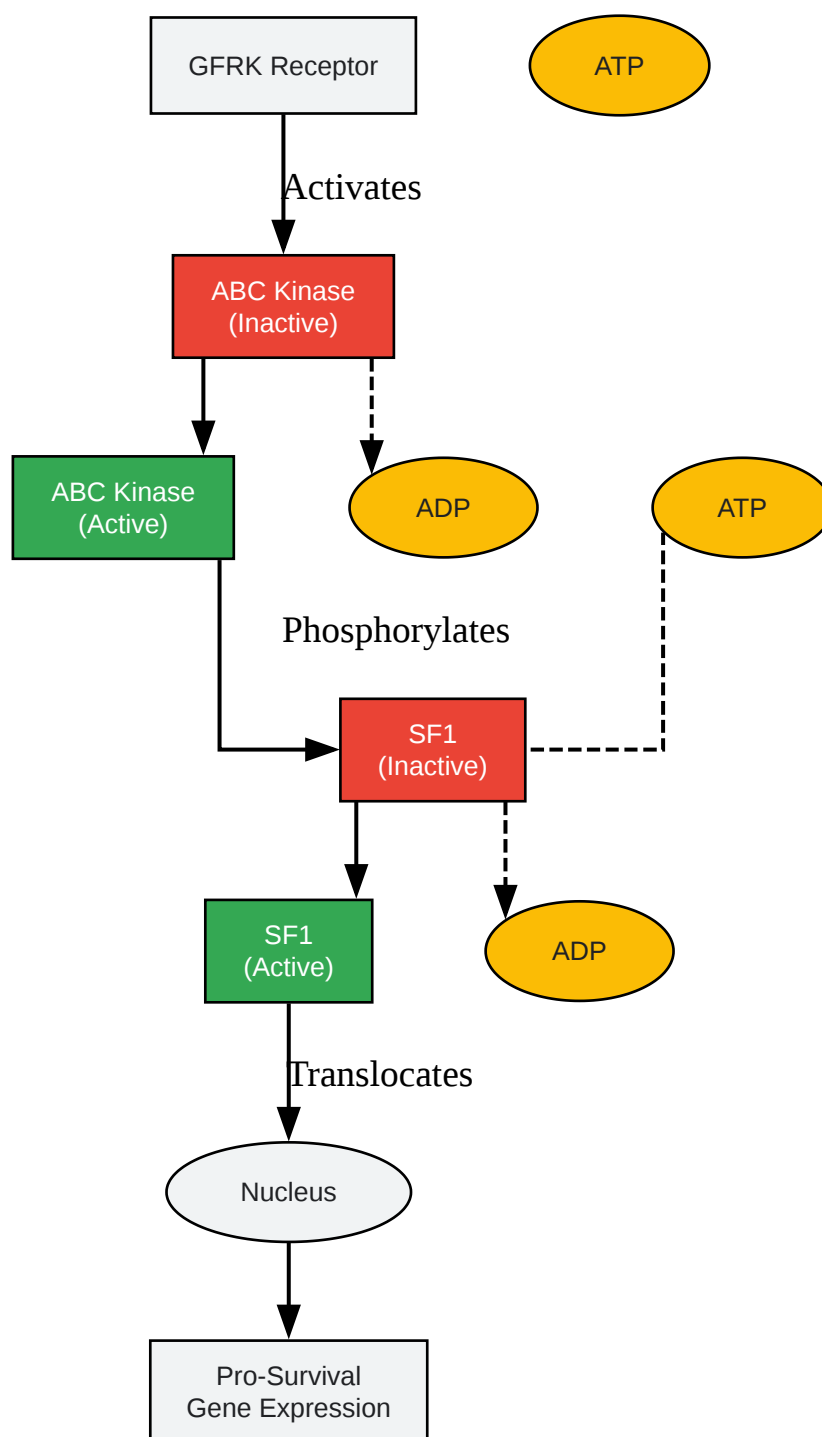 GFRK Receptor
ATP
Activates
ABC Kinase
(Inactive)
ABC Kinase
(Active)
ADP
ATP
Phosphorylates
SF1
(Inactive)
SF1
(Active)
ADP
Translocates
Nucleus
Pro-Survival
Gene Expression